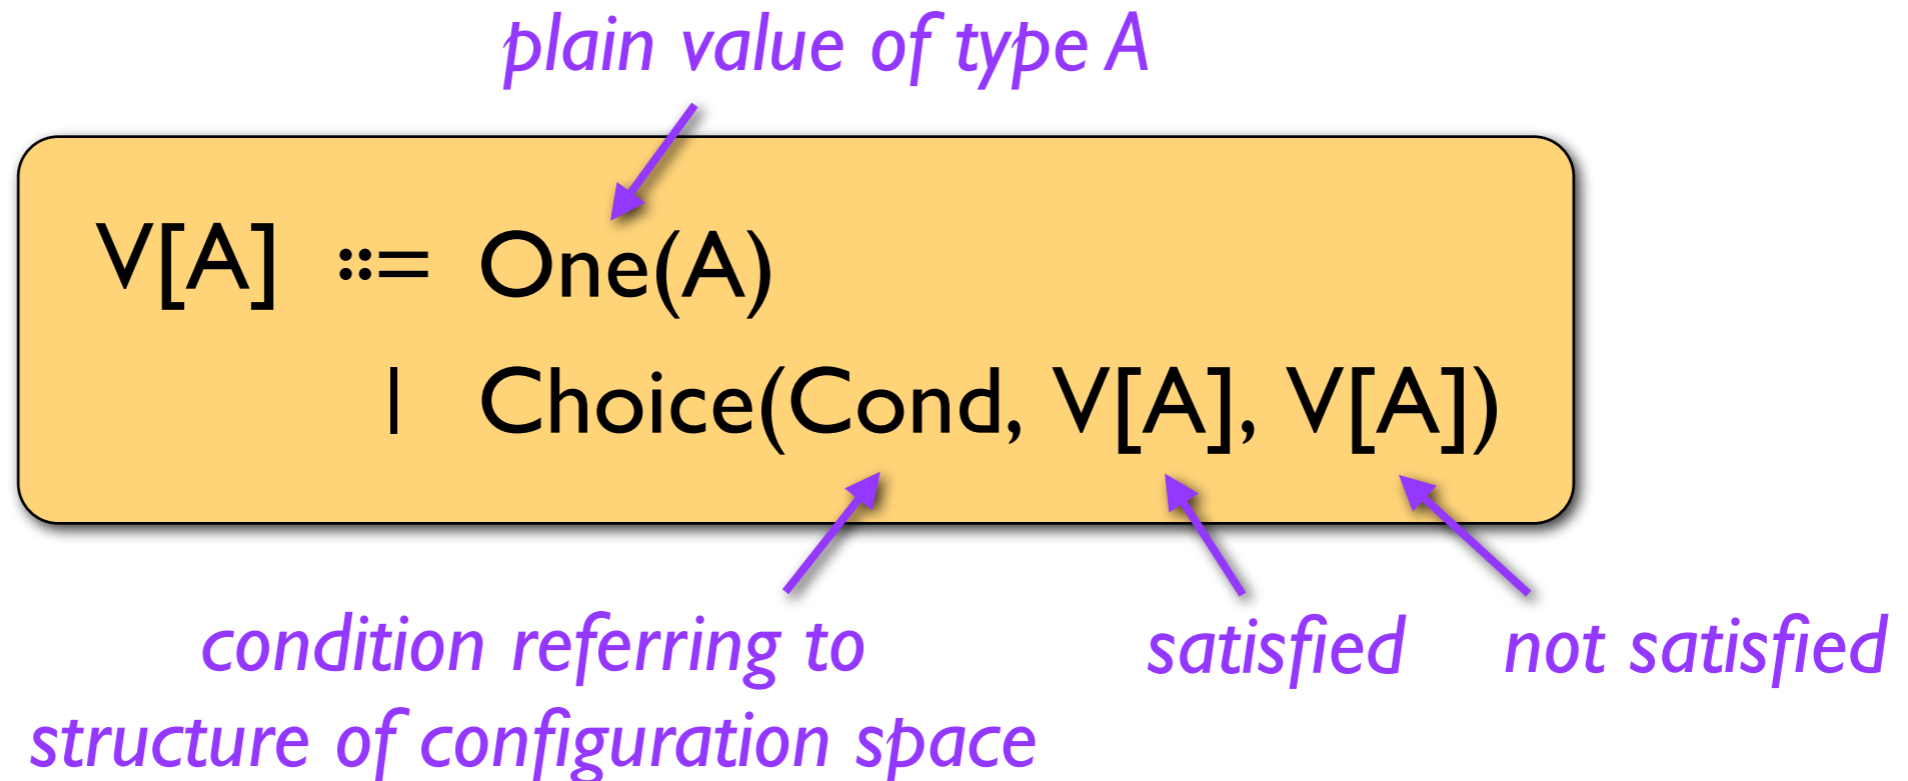 plain value of type A
V[A] ::= One(A)
| Choice(Cond, V[A], V[A])
condition referring to
structure of configuration space
satisfied
not satisfied